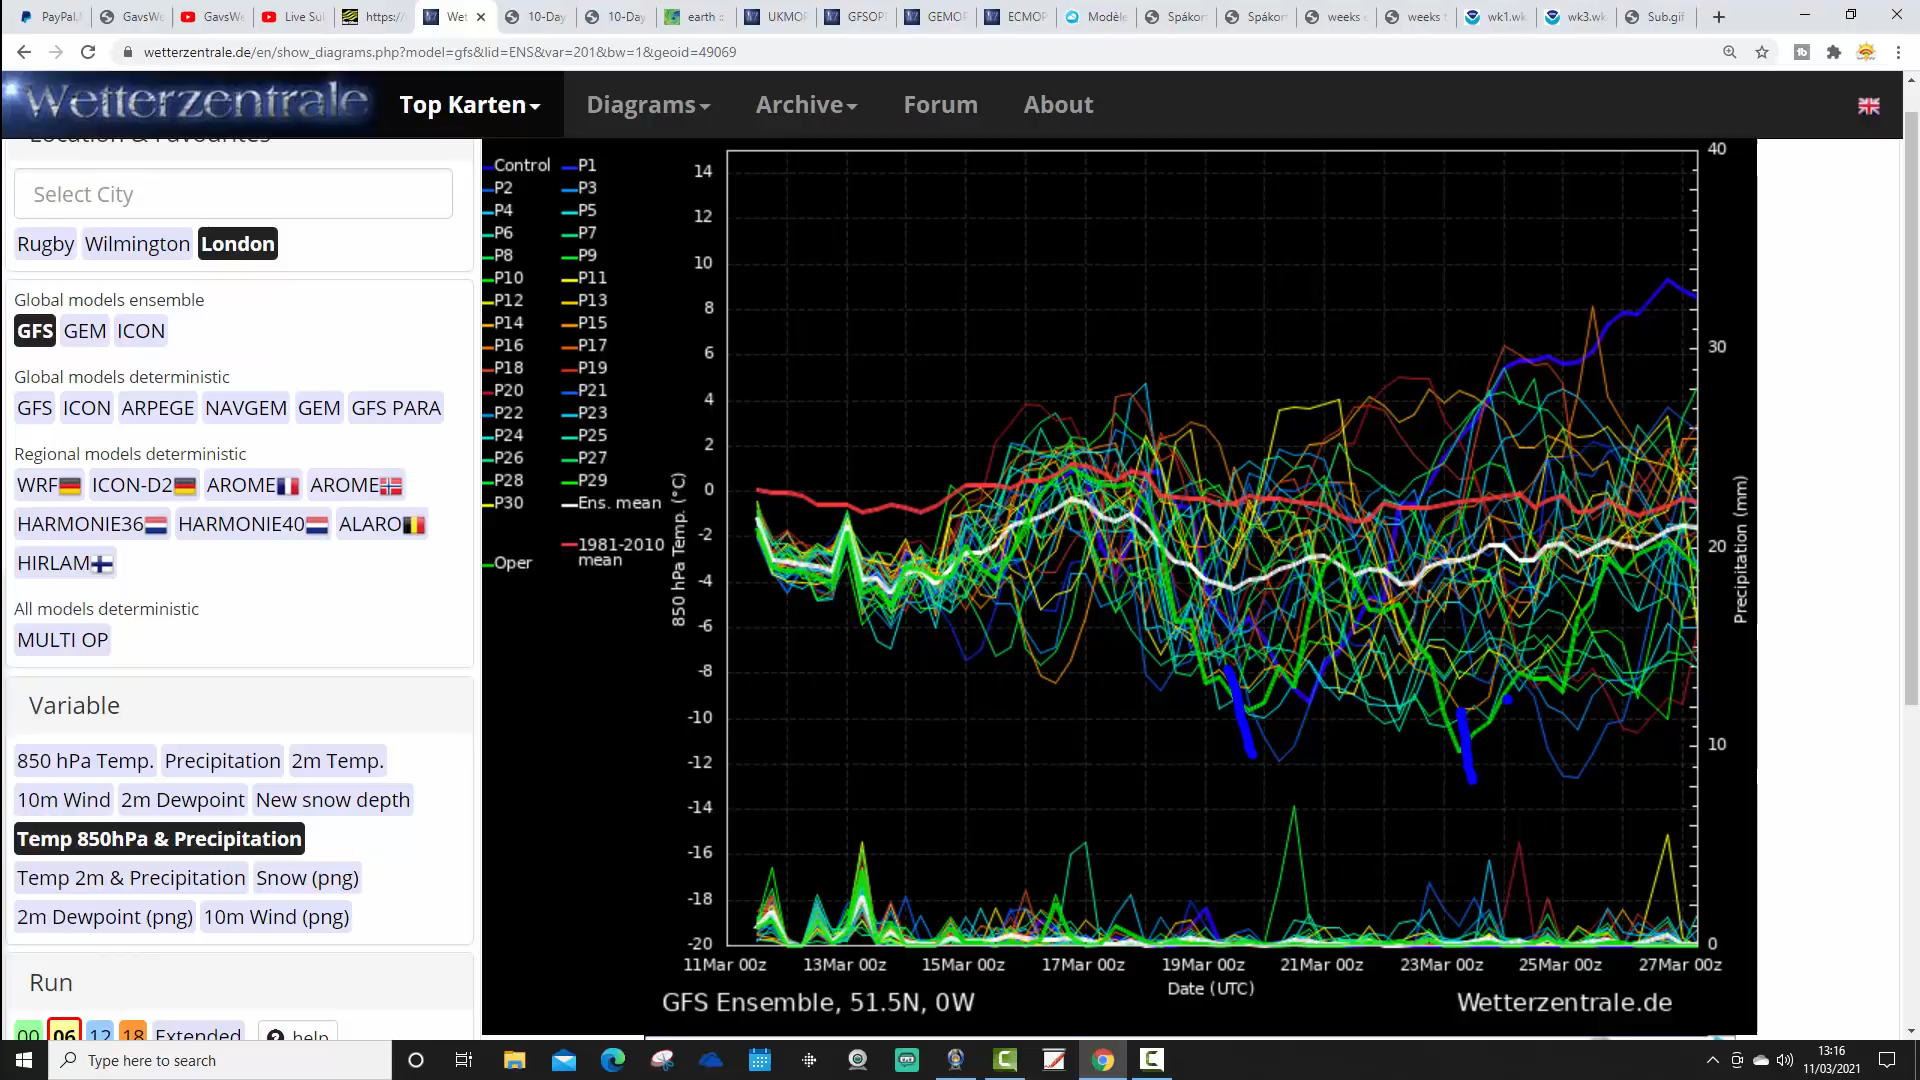 PayPal.
GavsWe
GavsWe
Live Su
https://
Wet
10-Day
10-Day
earth ::
UKMOP
GFSOPI
GEMOP
ECMOP
Modèle
Spákor
Spákor
weeks
weeks
wk1.wk
wk3.wk
Sub.gif
wetterzentrale.de/en/show_diagrams.php?model=gfs&lid=ENS&var=201&bw=1&geoid=49069
Wetterzentrale
Top Karten
Diagrams
Archive
Forum
About
Location & Favourites
Select City
Rugby Wilmington London
Global models ensemble
GFS GEM ICON
Global models deterministic
GFS ICON ARPEGE NAVGEM GEM GFS PARA
Regional models deterministic
WRF ICON-D2 AROME AROME
HARMONIE36 HARMONIE40 ALARO
HIRLAM
All models deterministic
MULTI OP
Variable
850 hPa Temp. Precipitation 2m Temp.
10m Wind 2m Dewpoint New snow depth
Temp 850hPa & Precipitation
Temp 2m & Precipitation Snow (png)
2m Dewpoint (png) 10m Wind (png)
Run
00 06 12 18 Extended help
Control P1
P2 P3
P4 P5
P6 P7
P8 P9
P10 P11
P12 P13
P14 P15
P16 P17
P18 P19
P20 P21
P22 P23
P24 P25
P26 P27
P28 P29
P30 Ens. mean
Oper 1981-2010
mean
850 hPa Temp. (°C)
14
12
10
8
6
4
2
0
-2
-4
-6
-8
-10
-12
-14
-16
-18
-20
40
30
20
10
0
Precipitation (mm)
11Mar 00z 13Mar 00z 15Mar 00z 17Mar 00z 19Mar 00z 21Mar 00z 23Mar 00z 25Mar 00z 27Mar 00z
Date (UTC)
GFS Ensemble, 51.5N, 0W
Wetterzentrale.de
Type here to search
13:16
11/03/2021